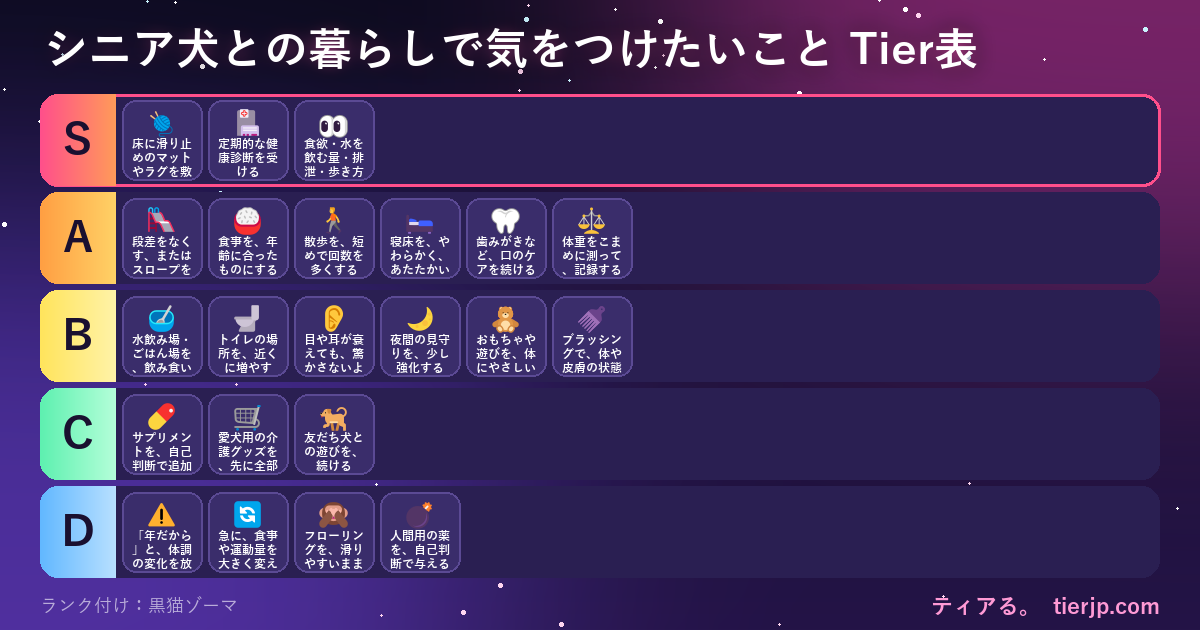 シニア犬との暮らしで気をつけたいこと Tier表
S
床に滑り止
めのマット
やラグを敷
定期的な健
康診断を受
ける
食欲・水を
飲む量・排
泄・歩き方
A
段差をなく
す、または
スロープを
食事を、年
齢に合った
ものにする
散歩を、短
めで回数を
多くする
寝床を、や
わらかく、
あたたかい
歯みがきな
ど、口のケ
アを続ける
体重をこま
めに測って
、記録する
B
水飲み場・
ごはん場を
、飲み食い
トイレの場
所を、近く
に増やす
目や耳が衰
えても、驚
かさないよ
夜間の見守
りを、少し
強化する
おもちゃや
遊びを、体
にやさしい
ブラッシン
グで、体や
皮膚の状態
C
サプリメン
トを、自己
判断で追加
愛犬用の介
護グッズを
、先に全部
友だち犬と
の遊びを、
続ける
D
「年だから
」と、体調
の変化を放
急に、食事
や運動量を
大きく変え
フローリン
グを、滑り
やすいまま
人間用の薬
を、自己判
断で与える
ランク付け：黒猫ゾーマ
ティアる。 tierjp.com